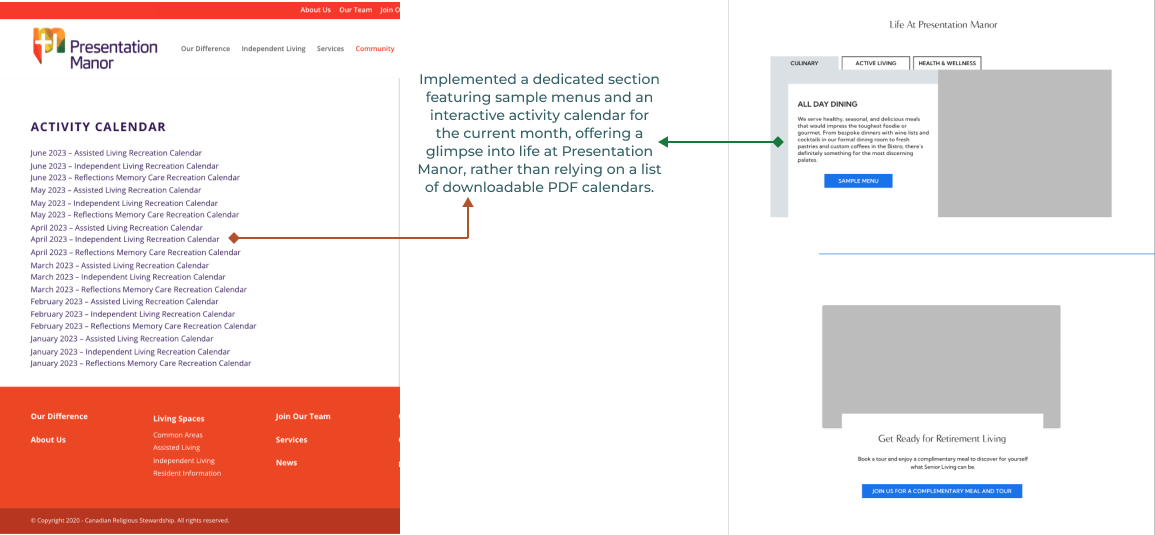 About Us Our Team Join O
Presentation
Manor
Our Difference Independent Living Services Community
ACTIVITY CALENDAR
June 2023 – Assisted Living Recreation Calendar
June 2023 – Independent Living Recreation Calendar
June 2023 – Reflections Memory Care Recreation Calendar
May 2023 – Assisted Living Recreation Calendar
May 2023 – Independent Living Recreation Calendar
May 2023 – Reflections Memory Care Recreation Calendar
April 2023 – Assisted Living Recreation Calendar
April 2023 – Independent Living Recreation Calendar
April 2023 – Reflections Memory Care Recreation Calendar
March 2023 – Assisted Living Recreation Calendar
March 2023 – Independent Living Recreation Calendar
March 2023 – Reflections Memory Care Recreation Calendar
February 2023 – Assisted Living Recreation Calendar
February 2023 – Independent Living Recreation Calendar
February 2023 – Reflections Memory Care Recreation Calendar
January 2023 – Assisted Living Recreation Calendar
January 2023 – Independent Living Recreation Calendar
January 2023 – Reflections Memory Care Recreation Calendar
Our Difference
About Us
Living Spaces
Common Areas
Assisted Living
Independent Living
Resident Information
Join Our Team
Services
News
© Copyright 2020 - Canadian Religious Stewardship. All rights reserved.
Implemented a dedicated section
featuring sample menus and an
interactive activity calendar for
the current month, offering a
glimpse into life at Presentation
Manor, rather than relying on a list
of downloadable PDF calendars.
Life At Presentation Manor
CULINARY ACTIVE LIVING HEALTH & WELLNESS
ALL DAY DINING
We serve healthy, seasonal, and delicious meals
that would impress the toughest foodie or
gourmet. From bespoke dinners with wine lists and
cocktails in our formal dining room to fresh
pastries and custom coffees in the Bistro, there's
definitely something for the most discerning
palates.
SAMPLE MENU
Get Ready for Retirement Living
Book a tour and enjoy a complimentary meal to discover for yourself
what Senior Living can be.
JOIN US FOR A COMPLEMENTARY MEAL AND TOUR